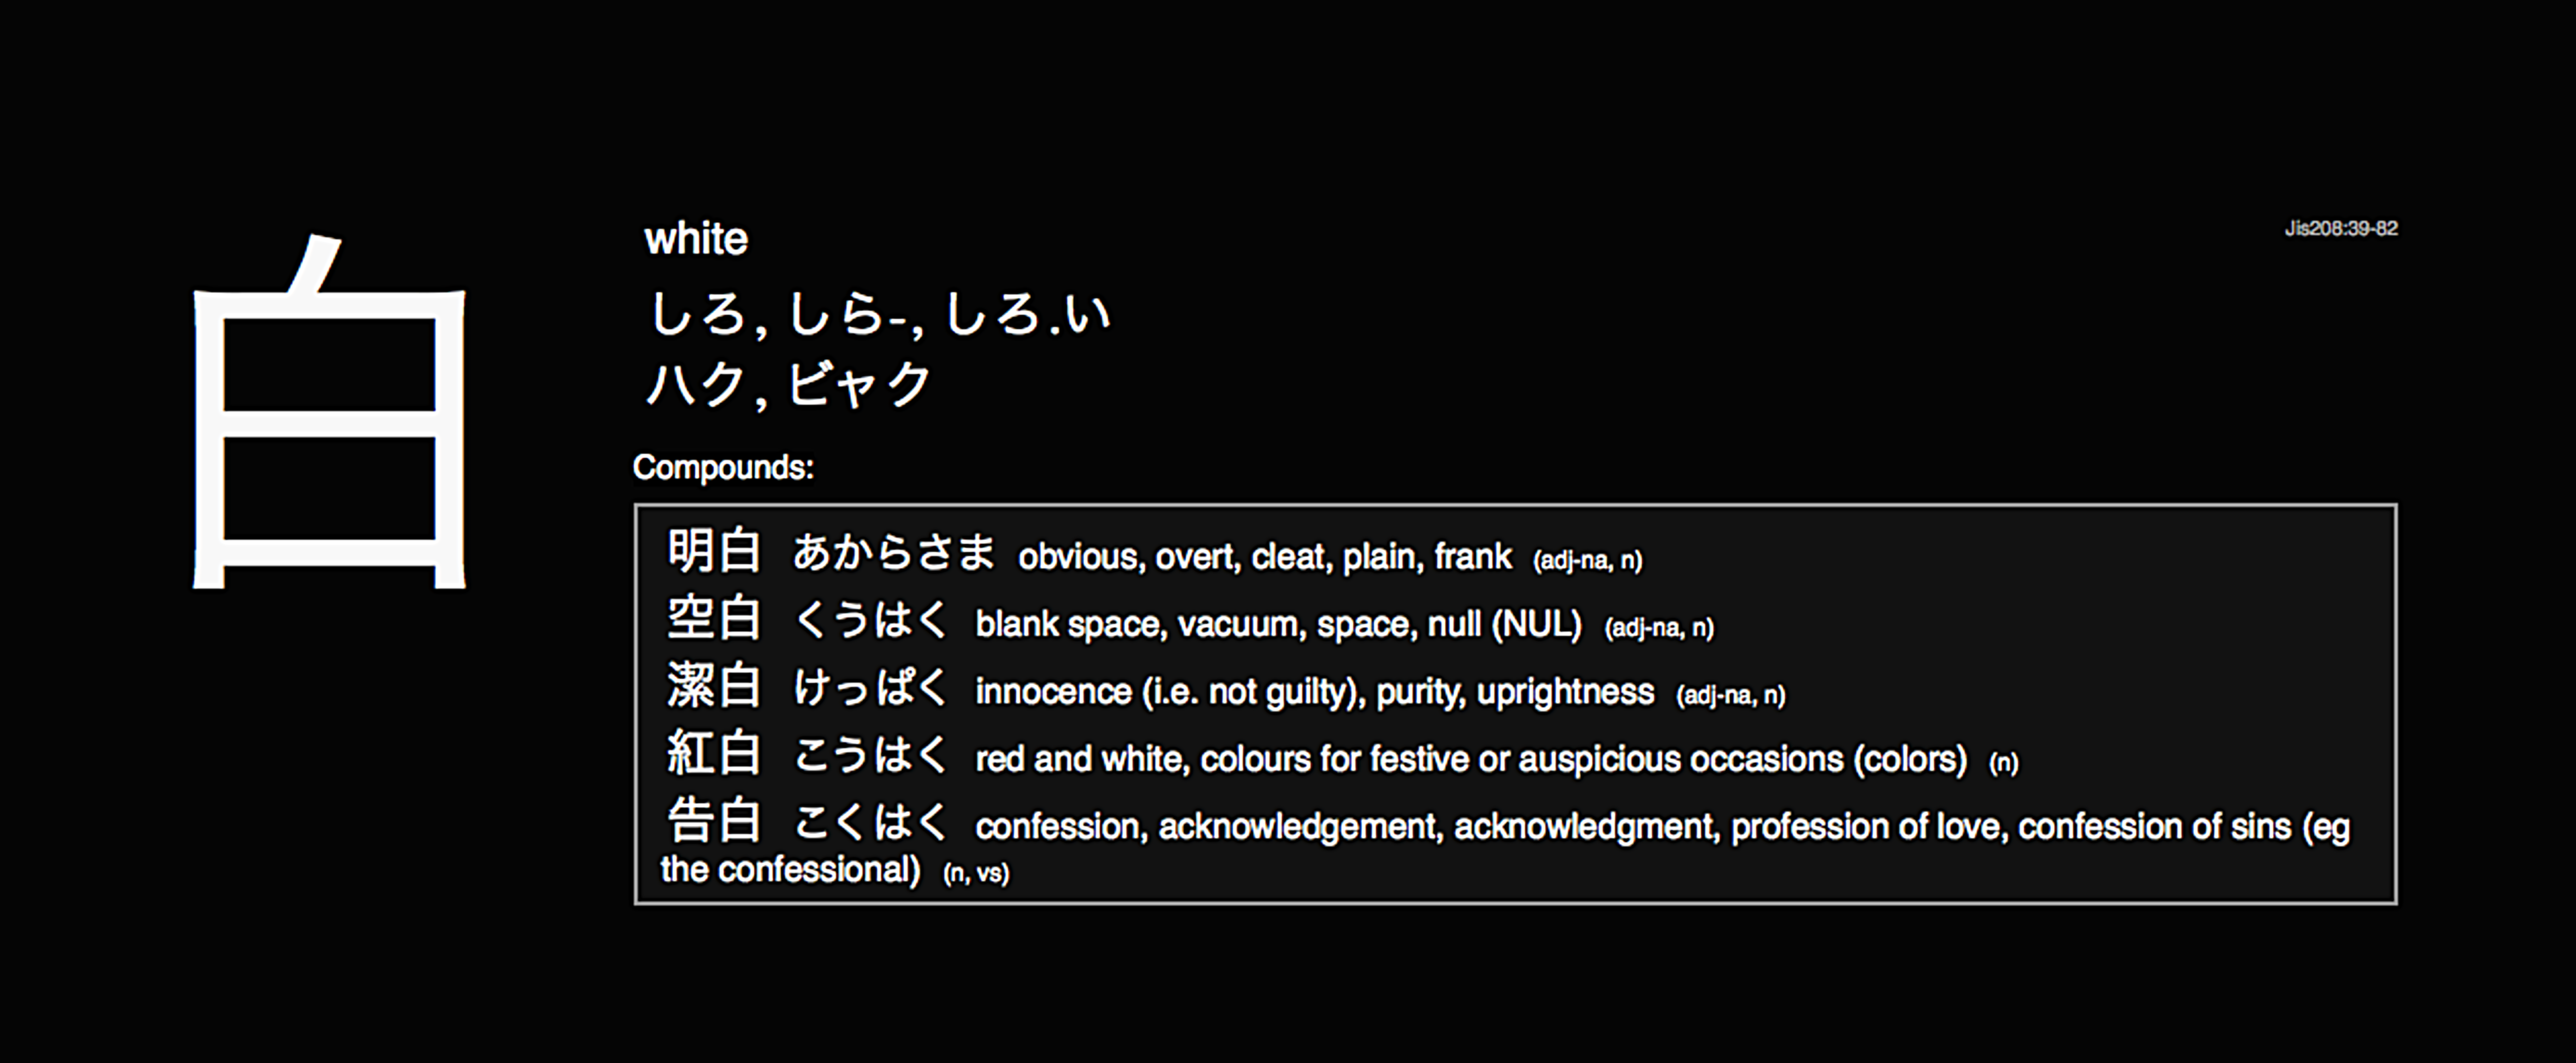 白
white
Jis208:39-82
しろ, しら-, しろ.い
ハク, ビャク
Compounds:
明白 あからさま obvious, overt, cleat, plain, frank (adj-na, n)
空白 くうはく blank space, vacuum, space, null (NUL) (adj-na, n)
潔白 けっぱく innocence (i.e. not guilty), purity, uprightness (adj-na, n)
紅白 こうはく red and white, colours for festive or auspicious occasions (colors) (n)
告白 こくはく confession, acknowledgement, acknowledgment, profession of love, confession of sins (eg
the confessional) (n, vs)